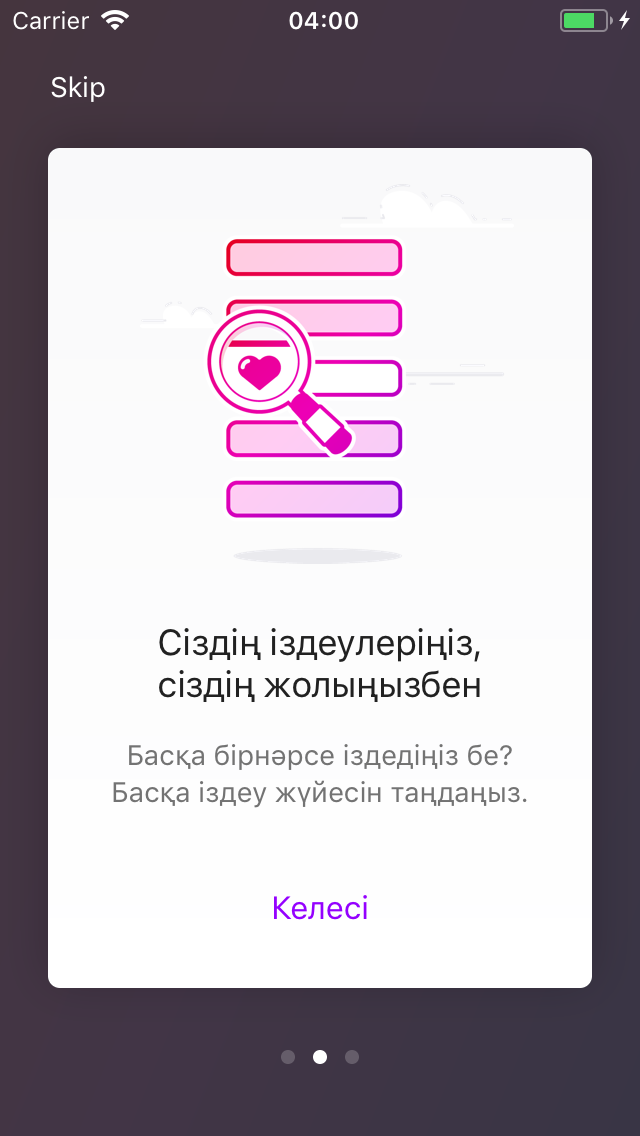 Carrier 04:00
Skip
Сіздің іздеулеріңіз,
сіздің жолыңызбен
Басқа бірнәрсе іздедіңіз бе?
Басқа іздеу жүйесін таңдаңыз.
Келесі